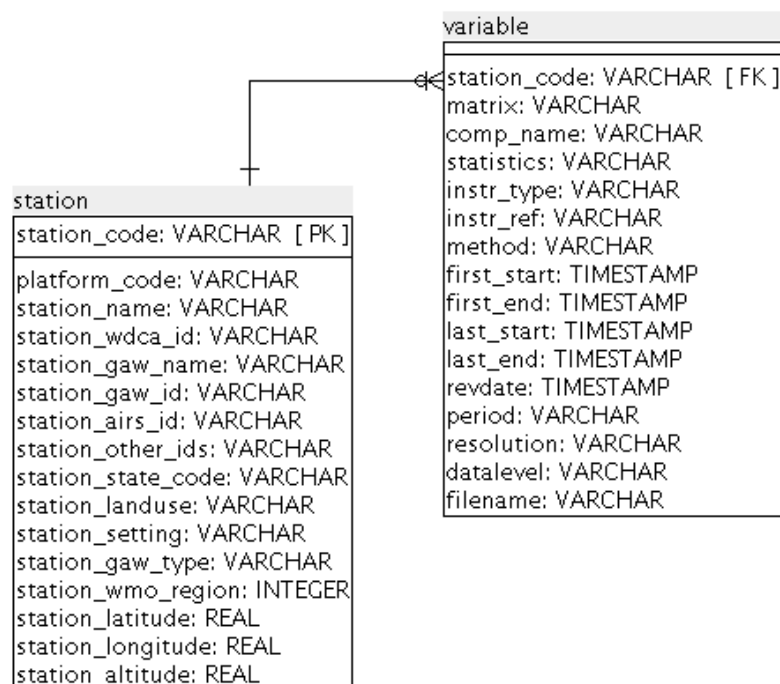 variable
station_code: VARCHAR [ FK ]
matrix: VARCHAR
comp_name: VARCHAR
statistics: VARCHAR
instr_type: VARCHAR
instr_ref: VARCHAR
method: VARCHAR
first_start: TIMESTAMP
first_end: TIMESTAMP
last_start: TIMESTAMP
last_end: TIMESTAMP
revdate: TIMESTAMP
period: VARCHAR
resolution: VARCHAR
datalevel: VARCHAR
filename: VARCHAR
station
station_code: VARCHAR [ PK ]
platform_code: VARCHAR
station_name: VARCHAR
station_wdca_id: VARCHAR
station_gaw_name: VARCHAR
station_gaw_id: VARCHAR
station_airs_id: VARCHAR
station_other_ids: VARCHAR
station_state_code: VARCHAR
station_landuse: VARCHAR
station_setting: VARCHAR
station_gaw_type: VARCHAR
station_wmo_region: INTEGER
station_latitude: REAL
station_longitude: REAL
station_altitude: REAL